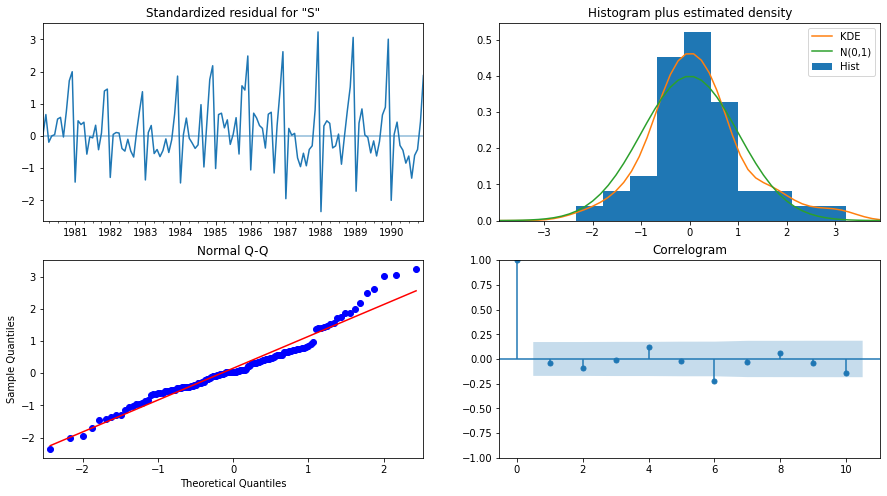 Standardized residual for "S"
3
2
1
0
−1
−2
1981 1982 1983 1984 1985 1986 1987 1988 1989 1990
Histogram plus estimated density
KDE
N(0,1)
Hist
0.5
0.4
0.3
0.2
0.1
0.0
−3 −2 −1 0 1 2 3
Normal Q-Q
Sample Quantiles
3
2
1
0
−1
−2
−2 −1 0 1 2
Theoretical Quantiles
Correlogram
1.00
0.75
0.50
0.25
0.00
−0.25
−0.50
−0.75
−1.00
0 2 4 6 8 10